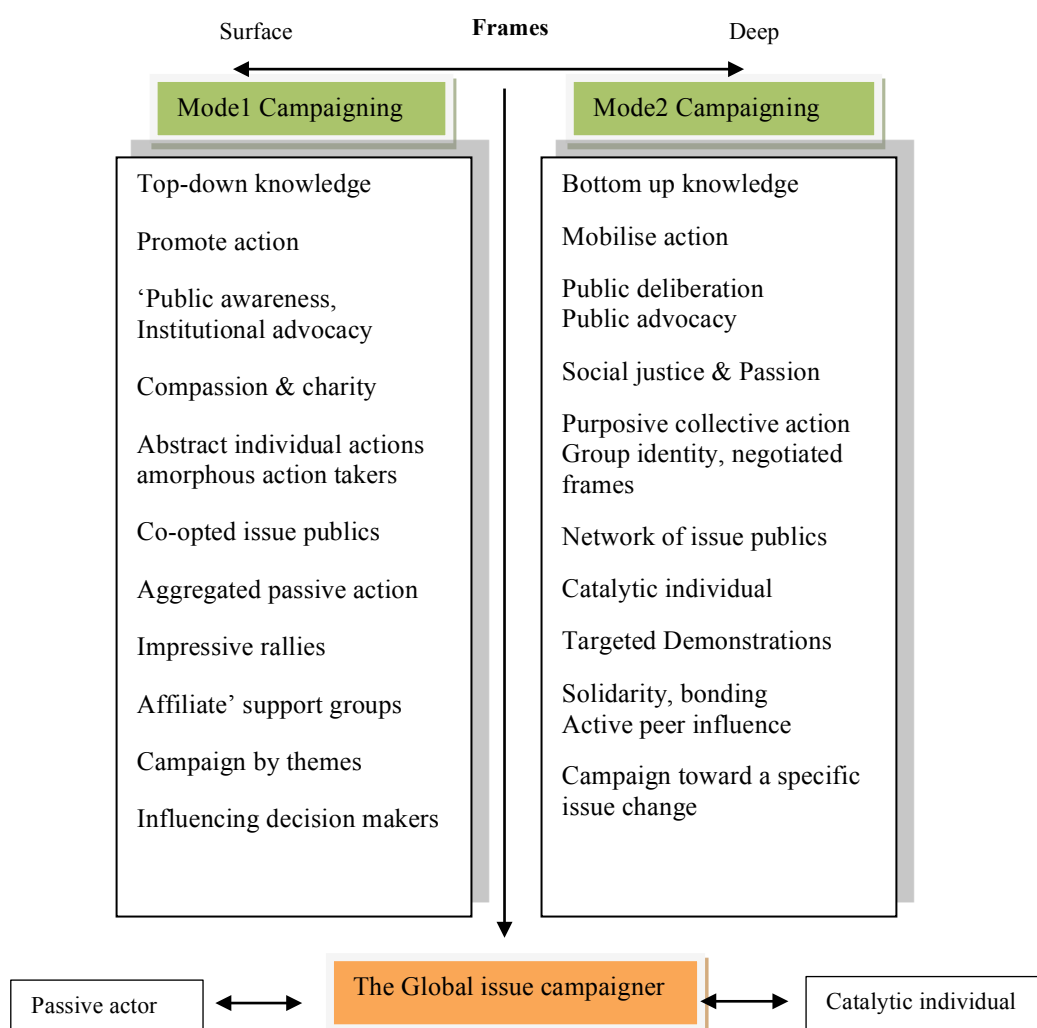 Surface
Frames
Deep
Mode1 Campaigning
Mode2 Campaigning
Top-down knowledge
Promote action
‘Public awareness,
Institutional advocacy
Compassion & charity
Abstract individual actions
amorphous action takers
Co-opted issue publics
Aggregated passive action
Impressive rallies
Affiliate’ support groups
Campaign by themes
Influencing decision makers
Bottom up knowledge
Mobilise action
Public deliberation
Public advocacy
Social justice & Passion
Purposive collective action
Group identity, negotiated
frames
Network of issue publics
Catalytic individual
Targeted Demonstrations
Solidarity, bonding
Active peer influence
Campaign toward a specific
issue change
Passive actor
The Global issue campaigner
Catalytic individual